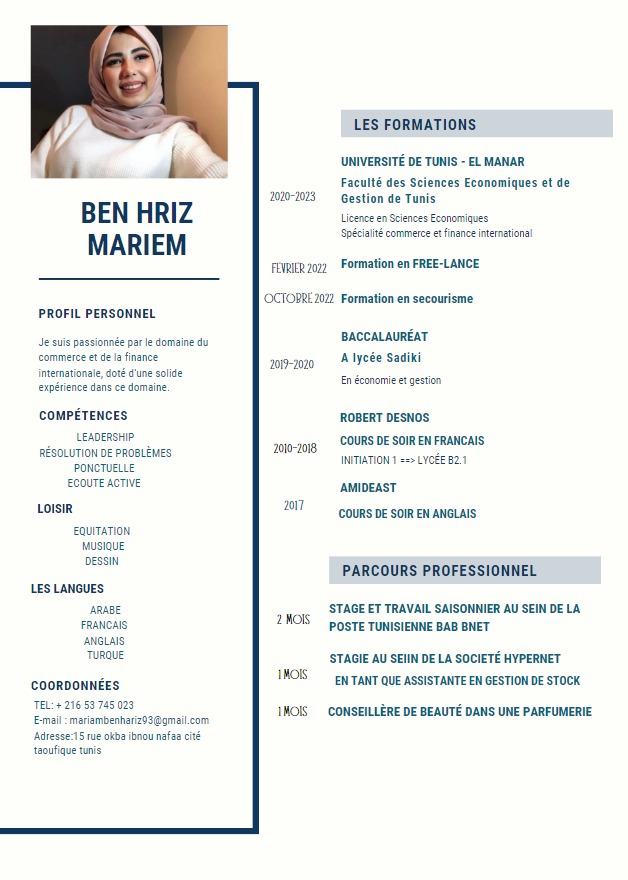 BEN HRIZ
MARIEM
PROFIL PERSONNEL
Je suis passionnée par le domaine du
commerce et de la finance
internationale, doté d'une solide
expérience dans ce domaine.
COMPÉTENCES
LEADERSHIP
RÉSOLUTION DE PROBLÈMES
PONCTUELLE
ECOUTE ACTIVE
LOISIR
EQUITATION
MUSIQUE
DESSIN
LES LANGUES
ARABE
FRANCAIS
ANGLAIS
TURQUE
COORDONNÉES
TEL: + 216 53 745 023
E-mail : mariambenhariz93@gmail.com
Adresse:15 rue okba ibnou nafaa cité
taoufique tunis
LES FORMATIONS
UNIVERSITÉ DE TUNIS - EL MANAR
2020-2023
Faculté des Sciences Economiques et de
Gestion de Tunis
Licence en Sciences Economiques
Spécialité commerce et finance international
FEVRIER 2022 Formation en FREE-LANCE
OCTOBRE 2022 Formation en secourisme
BACCALAURÉAT
2019-2020
A lycée Sadiki
En économie et gestion
ROBERT DESNOS
2010-2018
COURS DE SOIR EN FRANCAIS
INITIATION 1 ==> LYCÉE B2.1
AMIDEAST
2017
COURS DE SOIR EN ANGLAIS
PARCOURS PROFESSIONNEL
2 MOIS
STAGE ET TRAVAIL SAISONNIER AU SEIN DE LA
POSTE TUNISIENNE BAB BNET
1 MOIS
STAGIE AU SEIIN DE LA SOCIETÉ HYPERNET
EN TANT QUE ASSISTANTE EN GESTION DE STOCK
1 MOIS CONSEILLÈRE DE BEAUTÉ DANS UNE PARFUMERIE